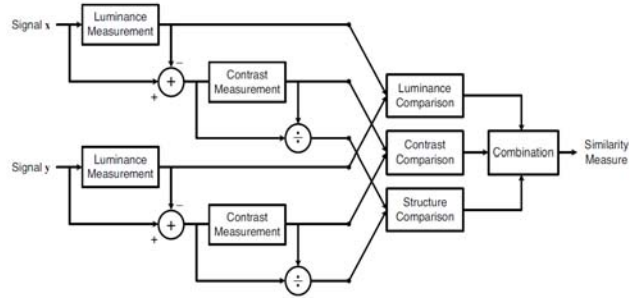 Signal x
Luminance
Measurement
−
+
+
Contrast
Measurement
÷
Luminance
Comparison
Signal y
Luminance
Measurement
Contrast
Comparison
Combination
Similarity
Measure
−
+
+
Contrast
Measurement
Structure
Comparison
÷